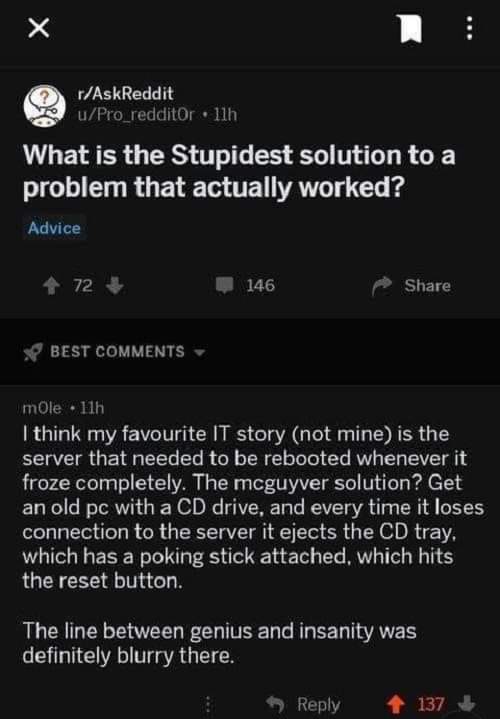 r/AskReddit
u/Pro_redditOr • 11h
What is the Stupidest solution to a
problem that actually worked?
Advice
72
146
Share
BEST COMMENTS
m0le • 11h
I think my favourite IT story (not mine) is the
server that needed to be rebooted whenever it
froze completely. The mcguyver solution? Get
an old pc with a CD drive, and every time it loses
connection to the server it ejects the CD tray,
which has a poking stick attached, which hits
the reset button.
The line between genius and insanity was
definitely blurry there.
Reply
137